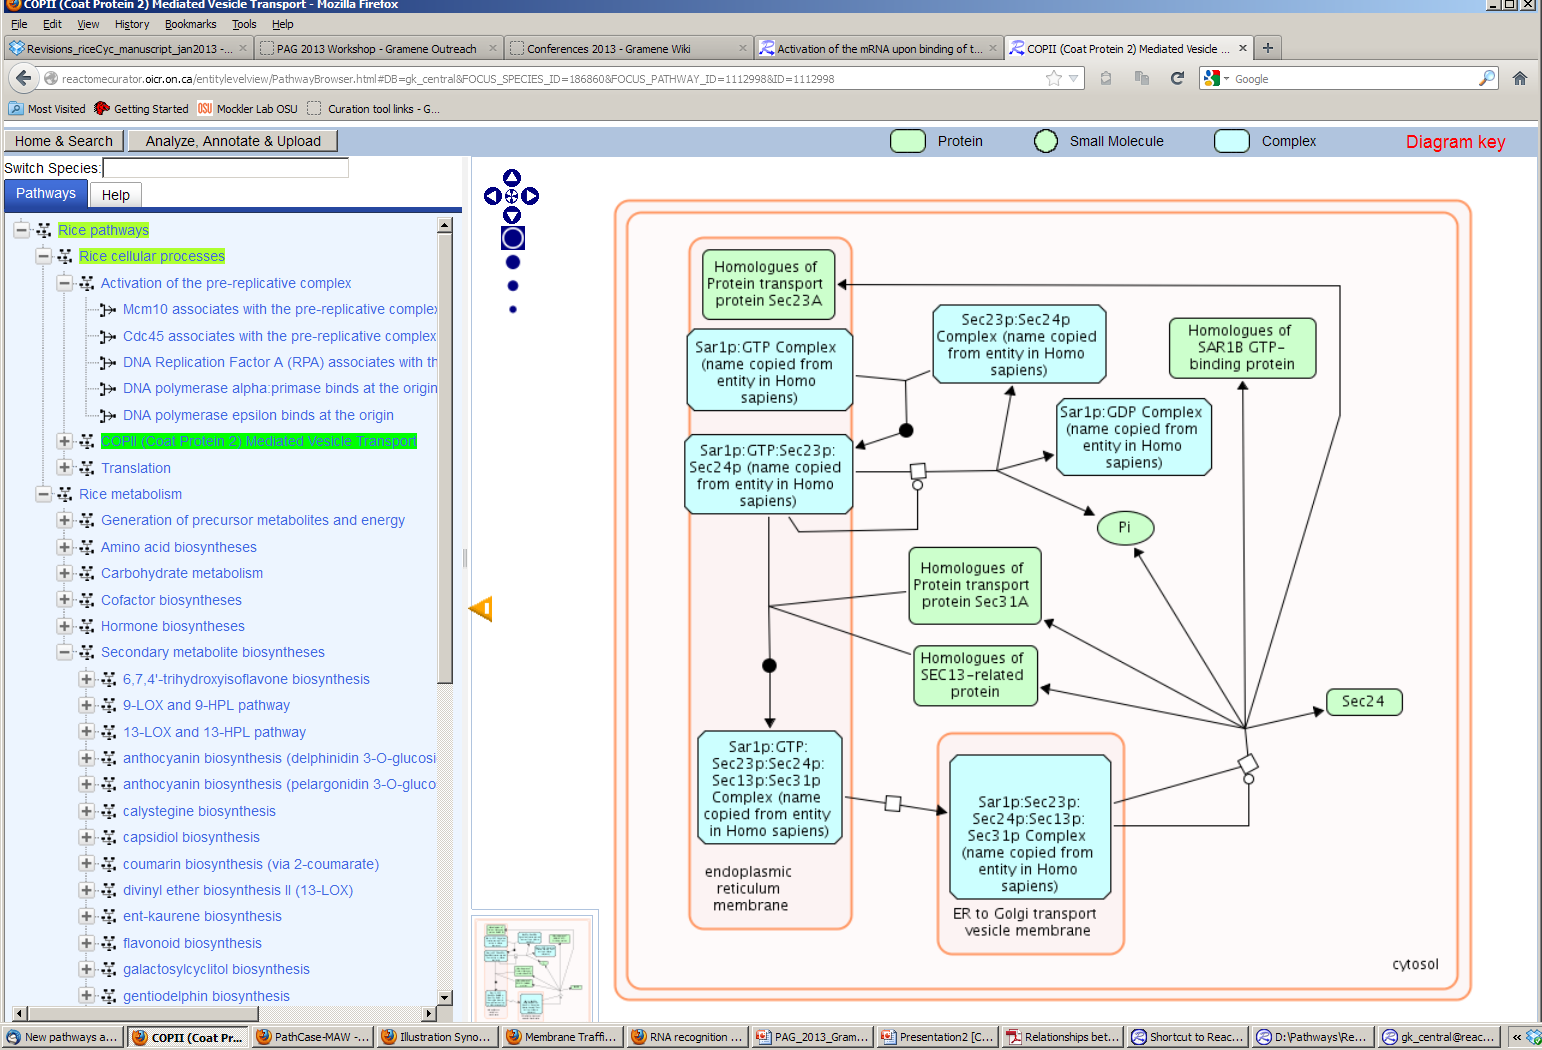 COPII (Coat Protein 2) Mediated Vesicle Transport - Mozilla Firefox
File Edit View History Bookmarks Tools Help
Revisions_riceCyc_manuscript_jan2013 -...
PAG 2013 Workshop - Gramene Outreach
Conferences 2013 - Gramene Wiki
Activation of the mRNA upon binding of t...
COPII (Coat Protein 2) Mediated Vesicle ...
reactomecurator.oicr.on.ca/entitylevelview/PathwayBrowser.html#DB=gk_central&FOCUS_SPECIES_ID=186860&FOCUS_PATHWAY_ID=1112998&ID=1112998
Google
Most Visited Getting Started OSU Mockler Lab OSU Curation tool links - G...
Home & Search Analyze, Annotate & Upload
Protein Small Molecule Complex Diagram key
Switch Species:
Pathways Help
Rice pathways
Rice cellular processes
Activation of the pre-replicative complex
Mcm10 associates with the pre-replicative complex
Cdc45 associates with the pre-replicative complex
DNA Replication Factor A (RPA) associates with th
DNA polymerase alpha:primase binds at the origin
DNA polymerase epsilon binds at the origin
COPII (Coat Protein 2) Mediated Vesicle Transport
Translation
Rice metabolism
Generation of precursor metabolites and energy
Amino acid biosyntheses
Carbohydrate metabolism
Cofactor biosyntheses
Hormone biosyntheses
Secondary metabolite biosyntheses
6,7,4'-trihydroxyisoflavone biosynthesis
9-LOX and 9-HPL pathway
13-LOX and 13-HPL pathway
anthocyanin biosynthesis (delphinidin 3-O-glucosi
anthocyanin biosynthesis (pelargonidin 3-O-gluco
calystegine biosynthesis
capsidiol biosynthesis
coumarin biosynthesis (via 2-coumarate)
divinyl ether biosynthesis II (13-LOX)
ent-kaurene biosynthesis
flavonoid biosynthesis
galactosylcyclitol biosynthesis
gentiodelphin biosynthesis
Homologues of
Protein transport
protein Sec23A
Sar1p:GTP Complex
(name copied from
entity in Homo
sapiens)
Sec23p:Sec24p
Complex (name copied
from entity in Homo
sapiens)
Homologues of
SAR1B GTP-
binding protein
Sar1p:GDP Complex
(name copied from
entity in Homo
sapiens)
Sar1p:GTP:Sec23p:
Sec24p (name copied
from entity in Homo
sapiens)
Pi
Homologues of
Protein transport
protein Sec31A
Homologues of
SEC13-related
protein
Sec24
Sar1p:GTP:
Sec23p:Sec24p:
Sec13p:Sec31p
Complex (name
copied from entity
in Homo sapiens)
Sar1p:Sec23p:
Sec24p:Sec13p:
Sec31p Complex
(name copied from
entity in Homo
sapiens)
endoplasmic
reticulum
membrane
ER to Golgi transport
vesicle membrane
cytosol
New pathways a...
COPII (Coat Pr...
PathCase-MAW -...
Illustration Syno...
Membrane Traffi...
RNA recognition ...
PAG_2013_Gram...
Presentation2 [C...
Relationships bet...
Shortcut to Reac...
D:\Pathways\Re...
gk_central@reac...